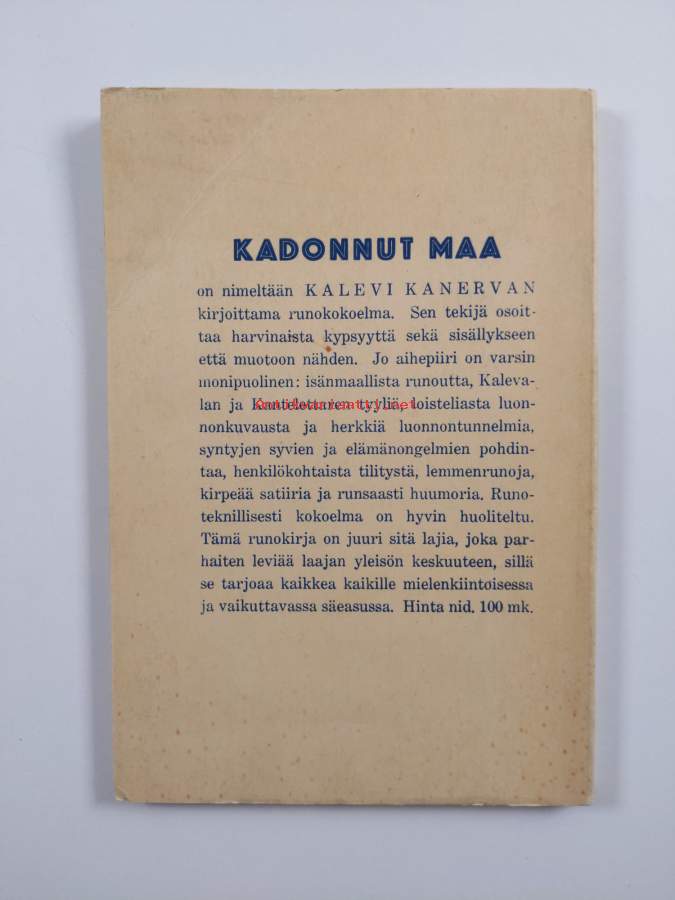 KADONNUT MAA
on nimeltään KALEVI KANERVAN
kirjoittama runokokoelma. Sen tekijä osoit-
taa harvinaista kypsyyttä sekä sisällykseen
että muotoon nähden. Jo aihepiiri on varsin
monipuolinen: isänmaallista runoutta, Kaleva-
lan ja Kantelettaren tyyliä, loisteliasta luon-
nonkuvausta ja herkkiä luonnontunnelmia,
syntyjen syvien ja elämänongelmien pohdin-
taa, henkilökohtaista tilitystä, lemmenrunoja,
kirpeää satiiria ja runsaasti huumoria. Runo-
teknillisesti kokoelma on hyvin huoliteltu.
Tämä runokirja on juuri sitä lajia, joka par-
haiten leviää laajan yleisön keskuuteen, sillä
se tarjoaa kaikkea kaikille mielenkiintoisessa
ja vaikuttavassa säeasussa. Hinta nid. 100 mk.